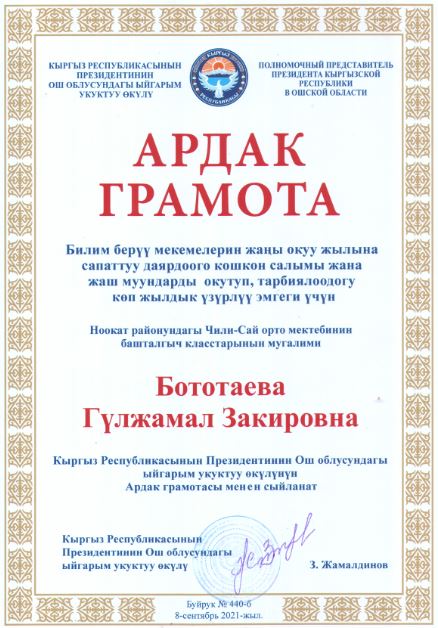 КЫРГЫЗ РЕСПУБЛИКАСЫНЫН
ПРЕЗИДЕНТИНИН
ОШ ОБЛУСУНДАГЫ ЫЙГАРЫМ
УКУКТУУ ӨКҮЛҮ
ПОЛНОМОЧНЫЙ ПРЕДСТАВИТЕЛЬ
ПРЕЗИДЕНТА КЫРГЫЗСКОЙ
РЕСПУБЛИКИ
В ОШСКОЙ ОБЛАСТИ
КЫРГЫЗ
РЕСПУБЛИКАСЫ
АРДАК
ГРАМОТА
Билим берүү мекемелерин жаңы окуу жылына
сапаттуу даярдоого кошкон салымы жана
жаш муундарды окутуп, тарбиялоодогу
көп жылдык үзүрлүү эмгеги үчүн
Ноокат районундагы Чили-Сай орто мектебинин
башталгыч класстарынын мугалими
Бототаева
Гүлжамал Закировна
Кыргыз Республикасынын Президентинин Ош облусундагы
ыйгарым укуктуу өкүлүнүн
Ардак грамотасы менен сыйланат
Кыргыз Республикасынын
Президентинин Ош облусундагы
ыйгарым укуктуу өкүлү
З. Жамалдинов
Буйрук № 440-б
8-сентябрь 2021-жыл.